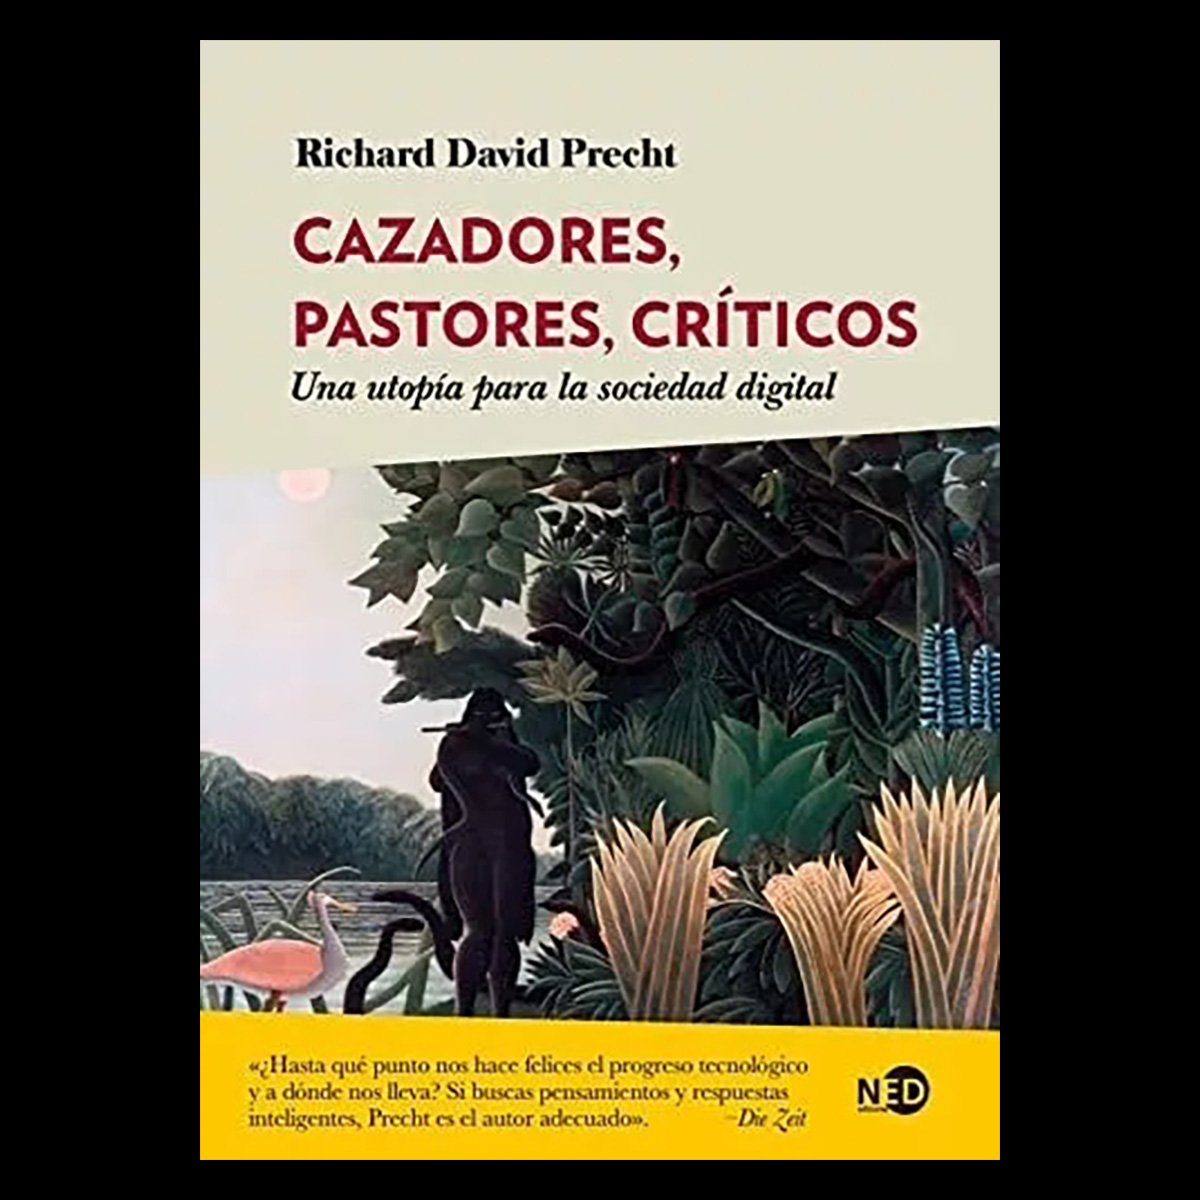 Richard David Precht
CAZADORES,
PASTORES, CRÍTICOS
Una utopía para la sociedad digital
«¿Hasta qué punto nos hace felices el progreso tecnológico
y a dónde nos lleva? Si buscas pensamientos y respuestas
inteligentes, Precht es el autor adecuado».
–Die Zeit
NED